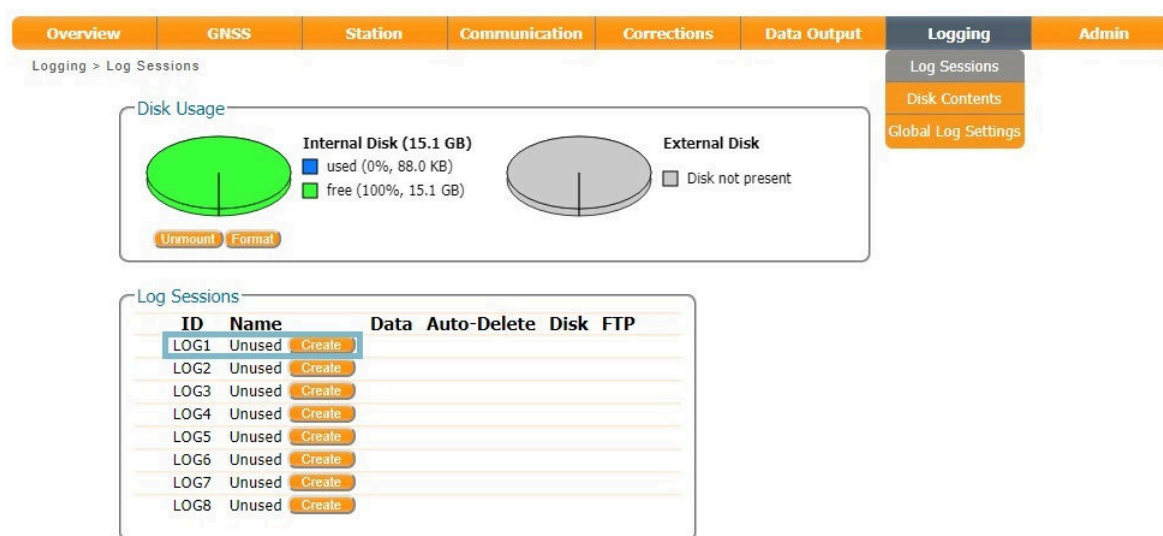 Overview GNSS Station Communication Corrections Data Output Logging Admin
Logging > Log Sessions
Log Sessions
Disk Contents
Global Log Settings
Disk Usage
Internal Disk (15.1 GB)
used (0%, 88.0 KB)
free (100%, 15.1 GB)
Unmount Format
External Disk
Disk not present
Log Sessions
ID Name Data Auto-Delete Disk FTP
LOG1 Unused Create
LOG2 Unused Create
LOG3 Unused Create
LOG4 Unused Create
LOG5 Unused Create
LOG6 Unused Create
LOG7 Unused Create
LOG8 Unused Create